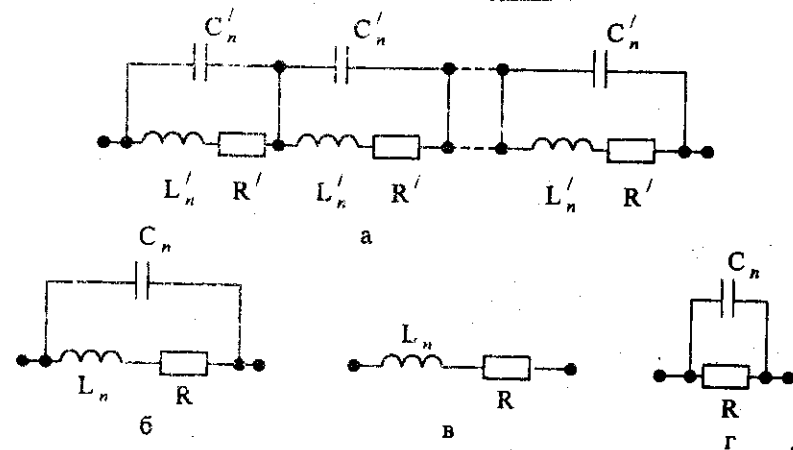 C'n C'n C'n
L'n R' L'n R' L'n R'
а
Cn
Ln R
б
Ln
R
в
Cn
R
г